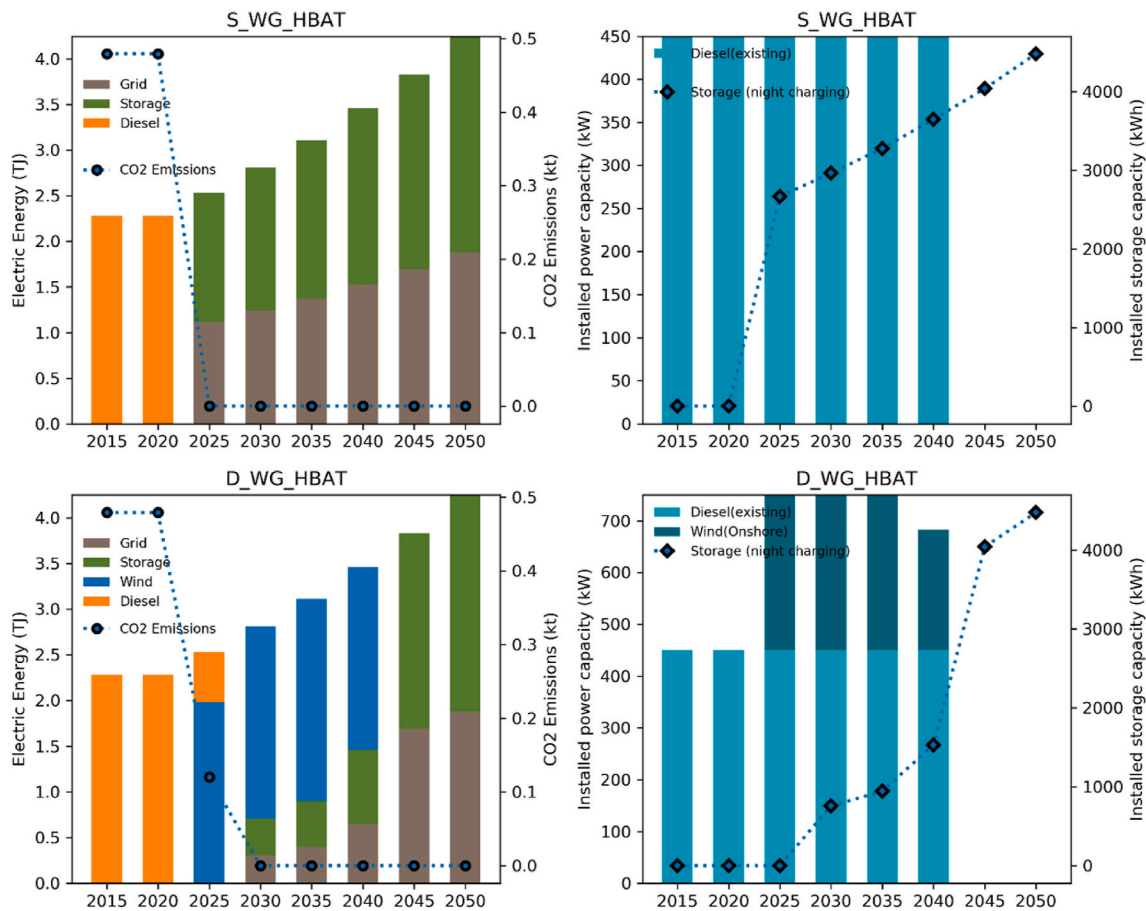 S_WG_HBAT
Electric Energy (TJ)
4.0
3.5
3.0
2.5
2.0
1.5
1.0
0.5
0.0
Grid
Storage
Diesel
CO2 Emissions
0.5
0.4
0.3
0.2
0.1
0.0
CO2 Emissions (kt)
2015 2020 2025 2030 2035 2040 2045 2050
S_WG_HBAT
Installed power capacity (kW)
450
400
350
300
250
200
150
100
50
0
Diesel(existing)
Storage (night charging)
4000
3000
2000
1000
0
Installed storage capacity (kWh)
2015 2020 2025 2030 2035 2040 2045 2050
D_WG_HBAT
Electric Energy (TJ)
4.0
3.5
3.0
2.5
2.0
1.5
1.0
0.5
0.0
Grid
Storage
Wind
Diesel
CO2 Emissions
0.5
0.4
0.3
0.2
0.1
0.0
CO2 Emissions (kt)
2015 2020 2025 2030 2035 2040 2045 2050
D_WG_HBAT
Installed power capacity (kW)
700
600
500
400
300
200
100
0
Diesel(existing)
Wind(Onshore)
Storage (night charging)
4000
3000
2000
1000
0
Installed storage capacity (kWh)
2015 2020 2025 2030 2035 2040 2045 2050